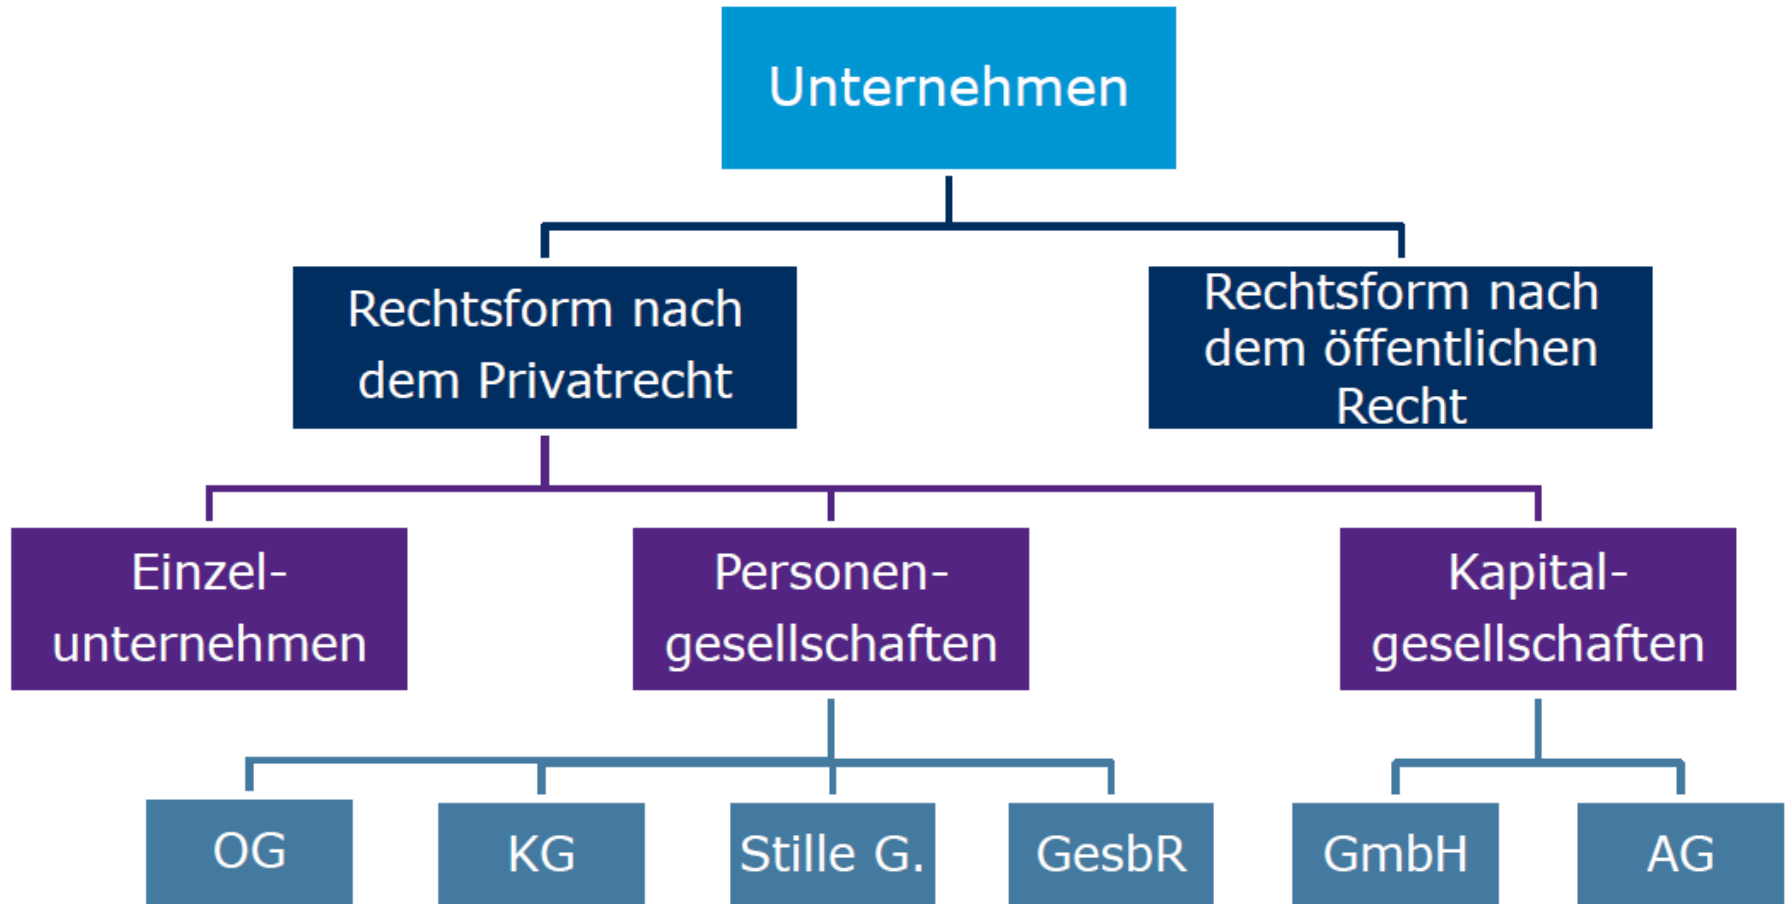 Unternehmen
Rechtsform nach
dem Privatrecht
Rechtsform nach
dem öffentlichen
Recht
Einzel-
unternehmen
Personen-
gesellschaften
Kapital-
gesellschaften
OG
KG
Stille G.
GesbR
GmbH
AG